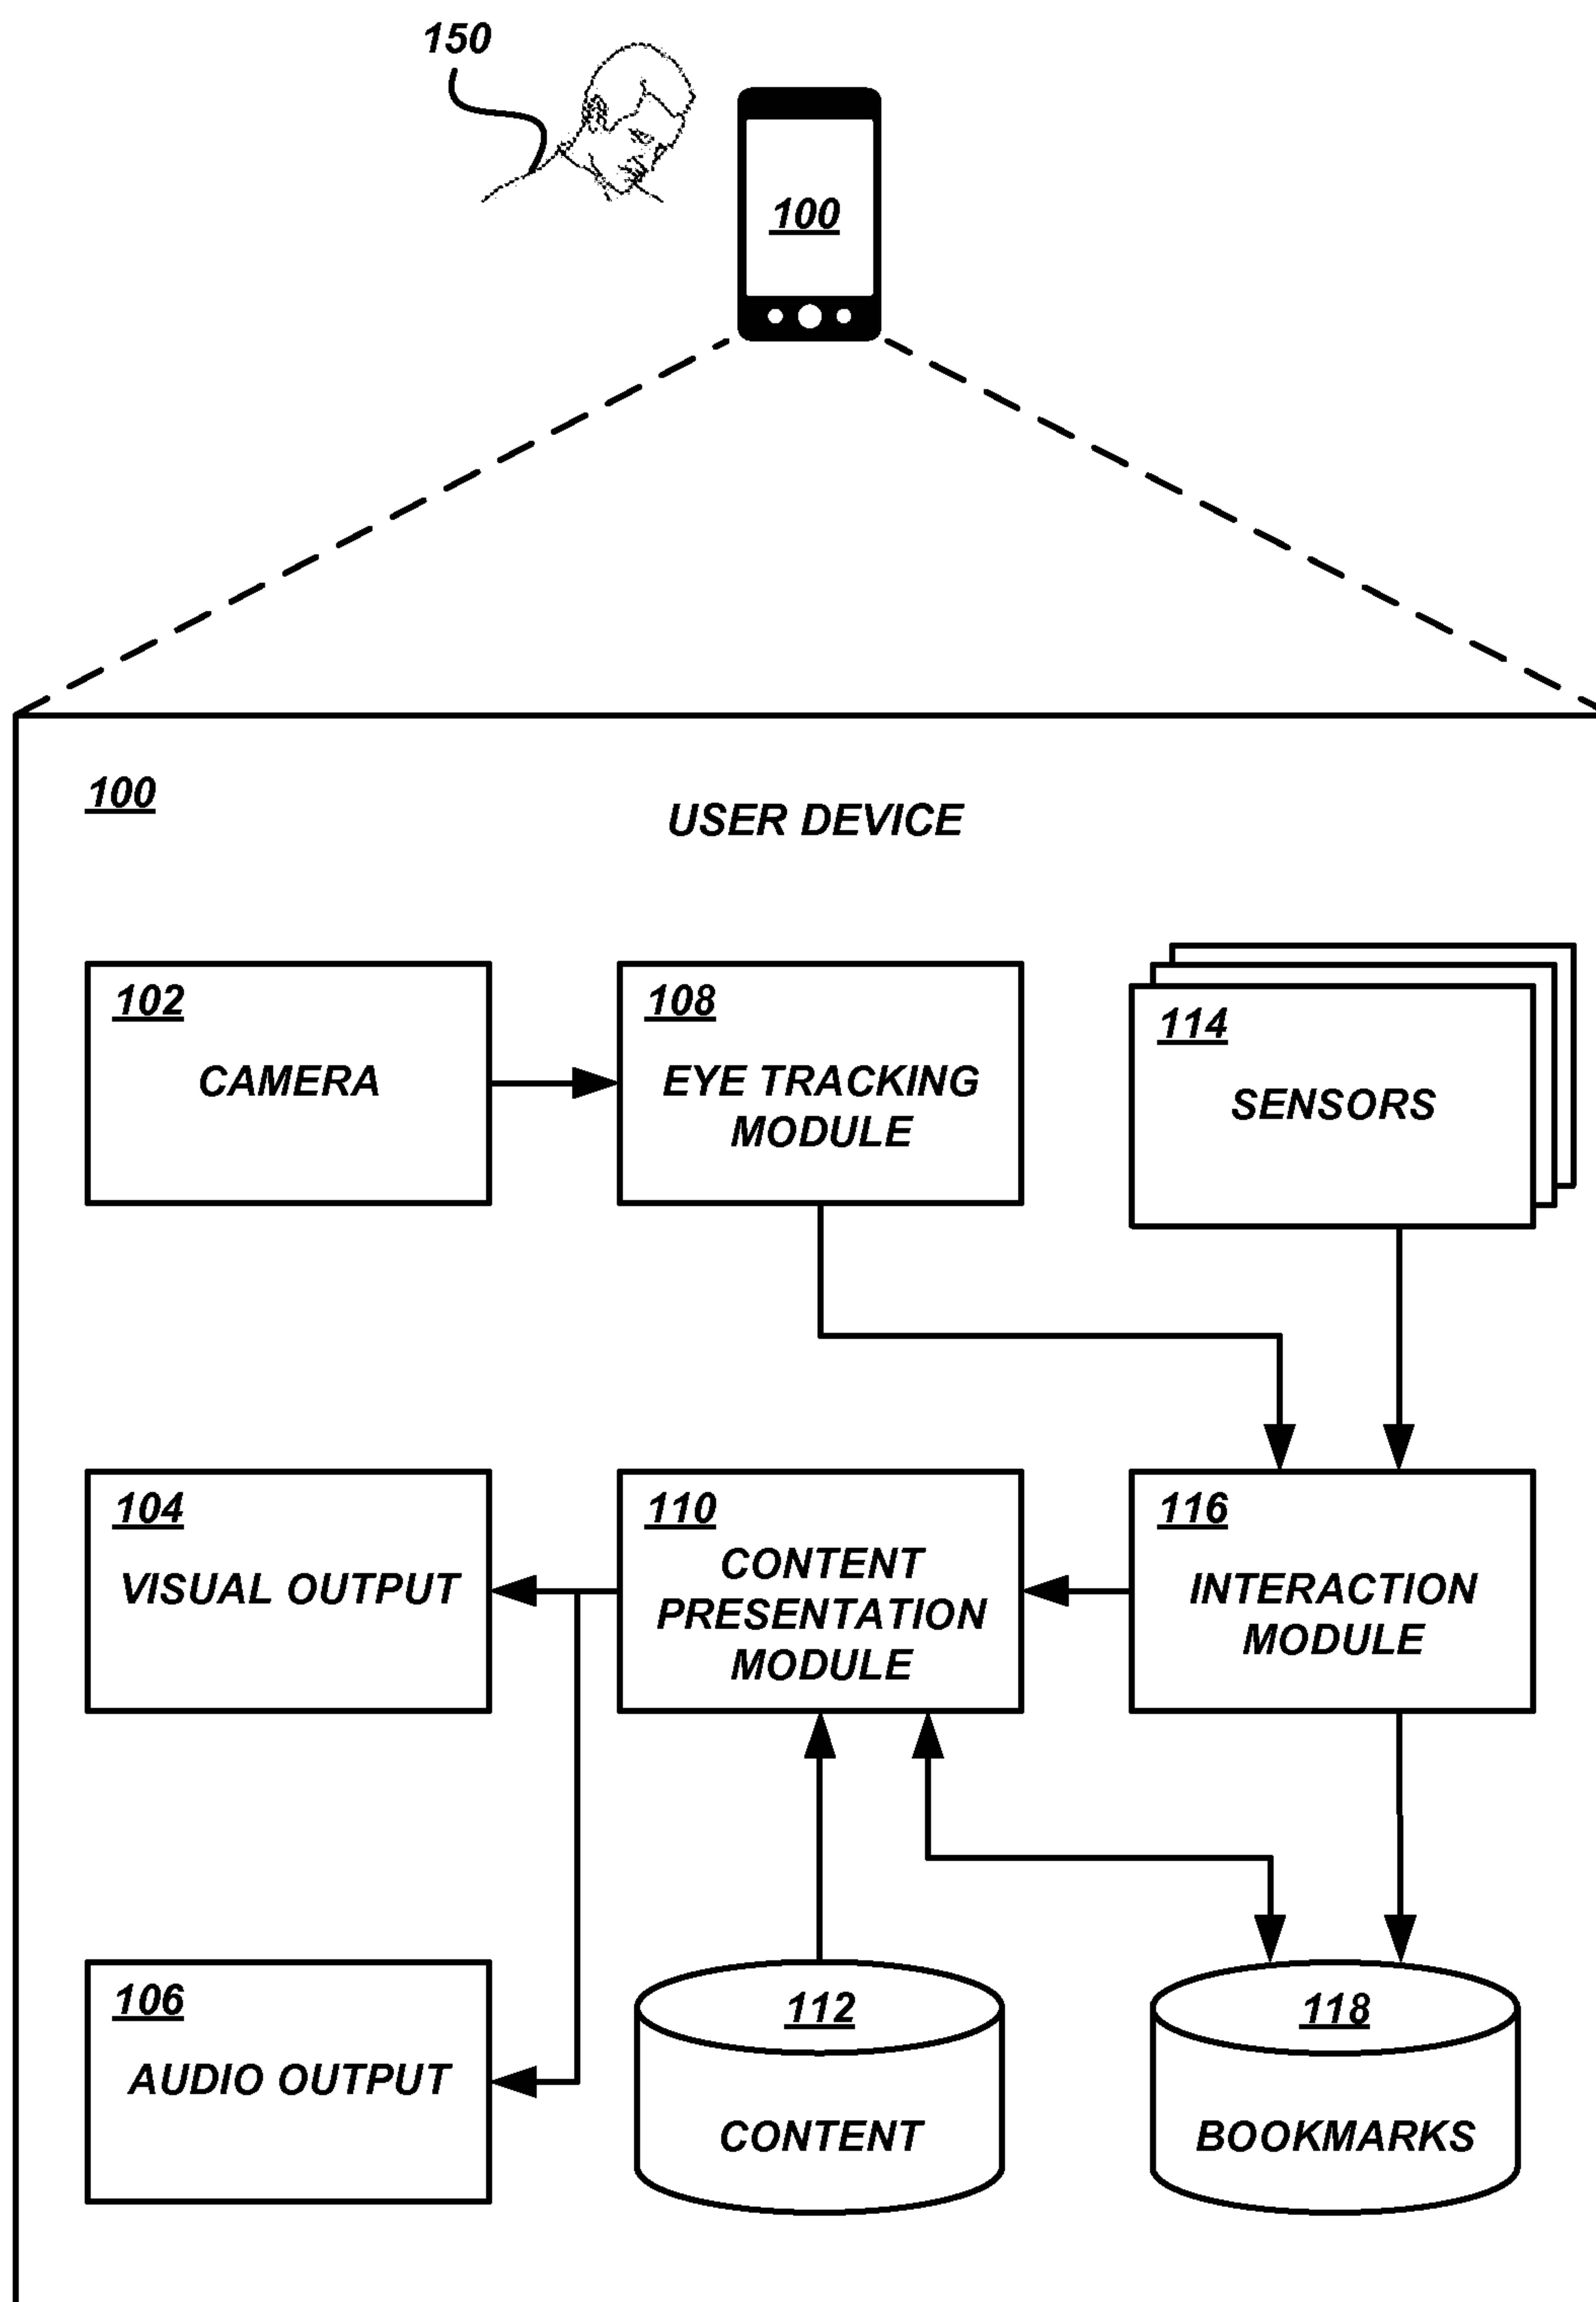 150
100
100
USER DEVICE
102
CAMERA
108
EYE TRACKING
MODULE
114
SENSORS
104
VISUAL OUTPUT
110
CONTENT
PRESENTATION
MODULE
116
INTERACTION
MODULE
106
AUDIO OUTPUT
112
CONTENT
118
BOOKMARKS